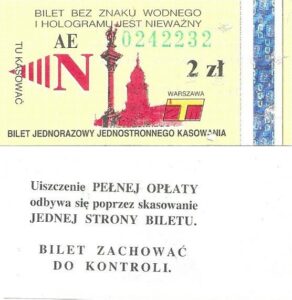 BILET BEZ ZNAKU WODNEGO
I HOLOGRAMU JEST NIEWAŻNY
TU KASOWAĆ
AE 0242232
N
2 zł
WARSZAWA
BILET JEDNORAZOWY JEDNOSTRONNEGO KASOWANIA
Uiszczenie PEŁNEJ OPŁATY
odbywa się poprzez skasowanie
JEDNEJ STRONY BILETU.
BILET ZACHOWAĆ
DO KONTROLI.